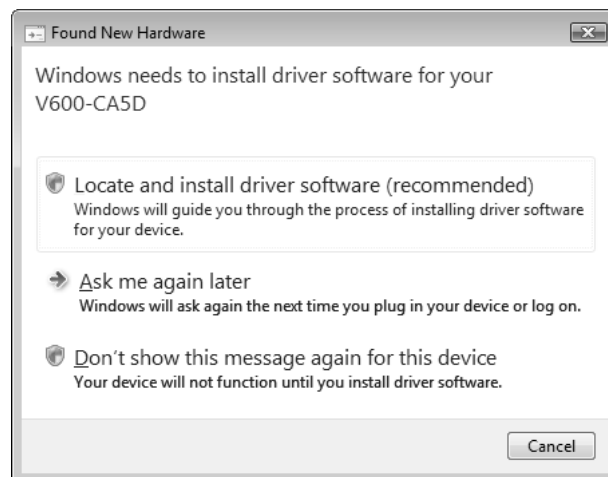 Found New Hardware
Windows needs to install driver software for your
V600-CA5D
Locate and install driver software (recommended)
Windows will guide you through the process of installing driver software
for your device.
Ask me again later
Windows will ask again the next time you plug in your device or log on.
Don't show this message again for this device
Your device will not function until you install driver software.
Cancel